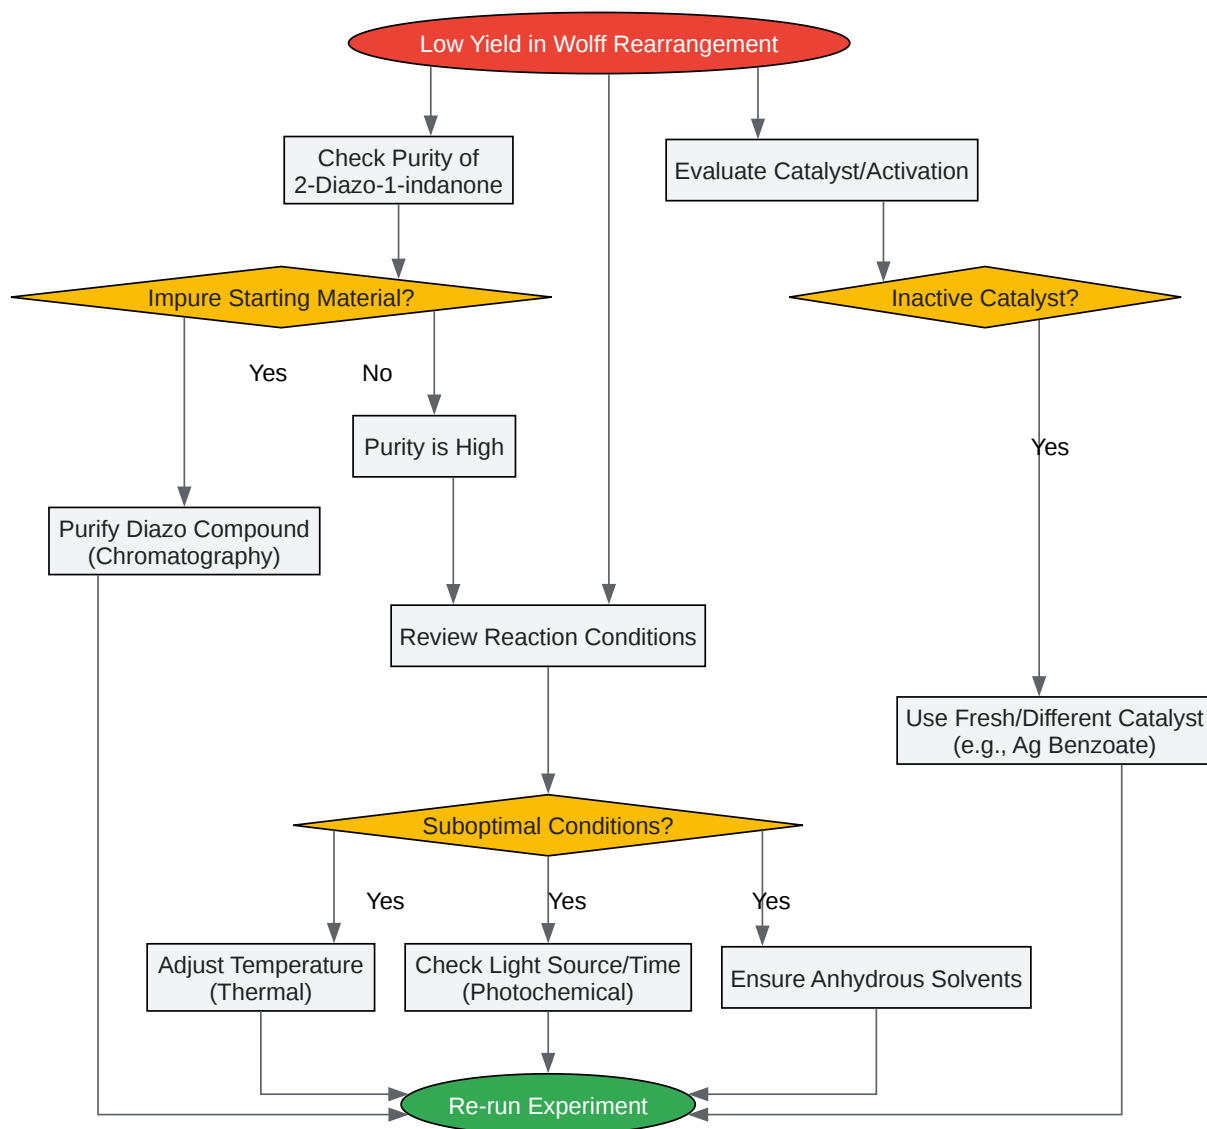 Low Yield in Wolff Rearrangement
Check Purity of
2-Diazo-1-indanone
Evaluate Catalyst/Activation
Impure Starting Material?
Inactive Catalyst?
Yes
No
Purity is High
Yes
Purify Diazo Compound
(Chromatography)
Review Reaction Conditions
Use Fresh/Different Catalyst
(e.g., Ag Benzoate)
Suboptimal Conditions?
Yes
Yes
Yes
Adjust Temperature
(Thermal)
Check Light Source/Time
(Photochemical)
Ensure Anhydrous Solvents
Re-run Experiment